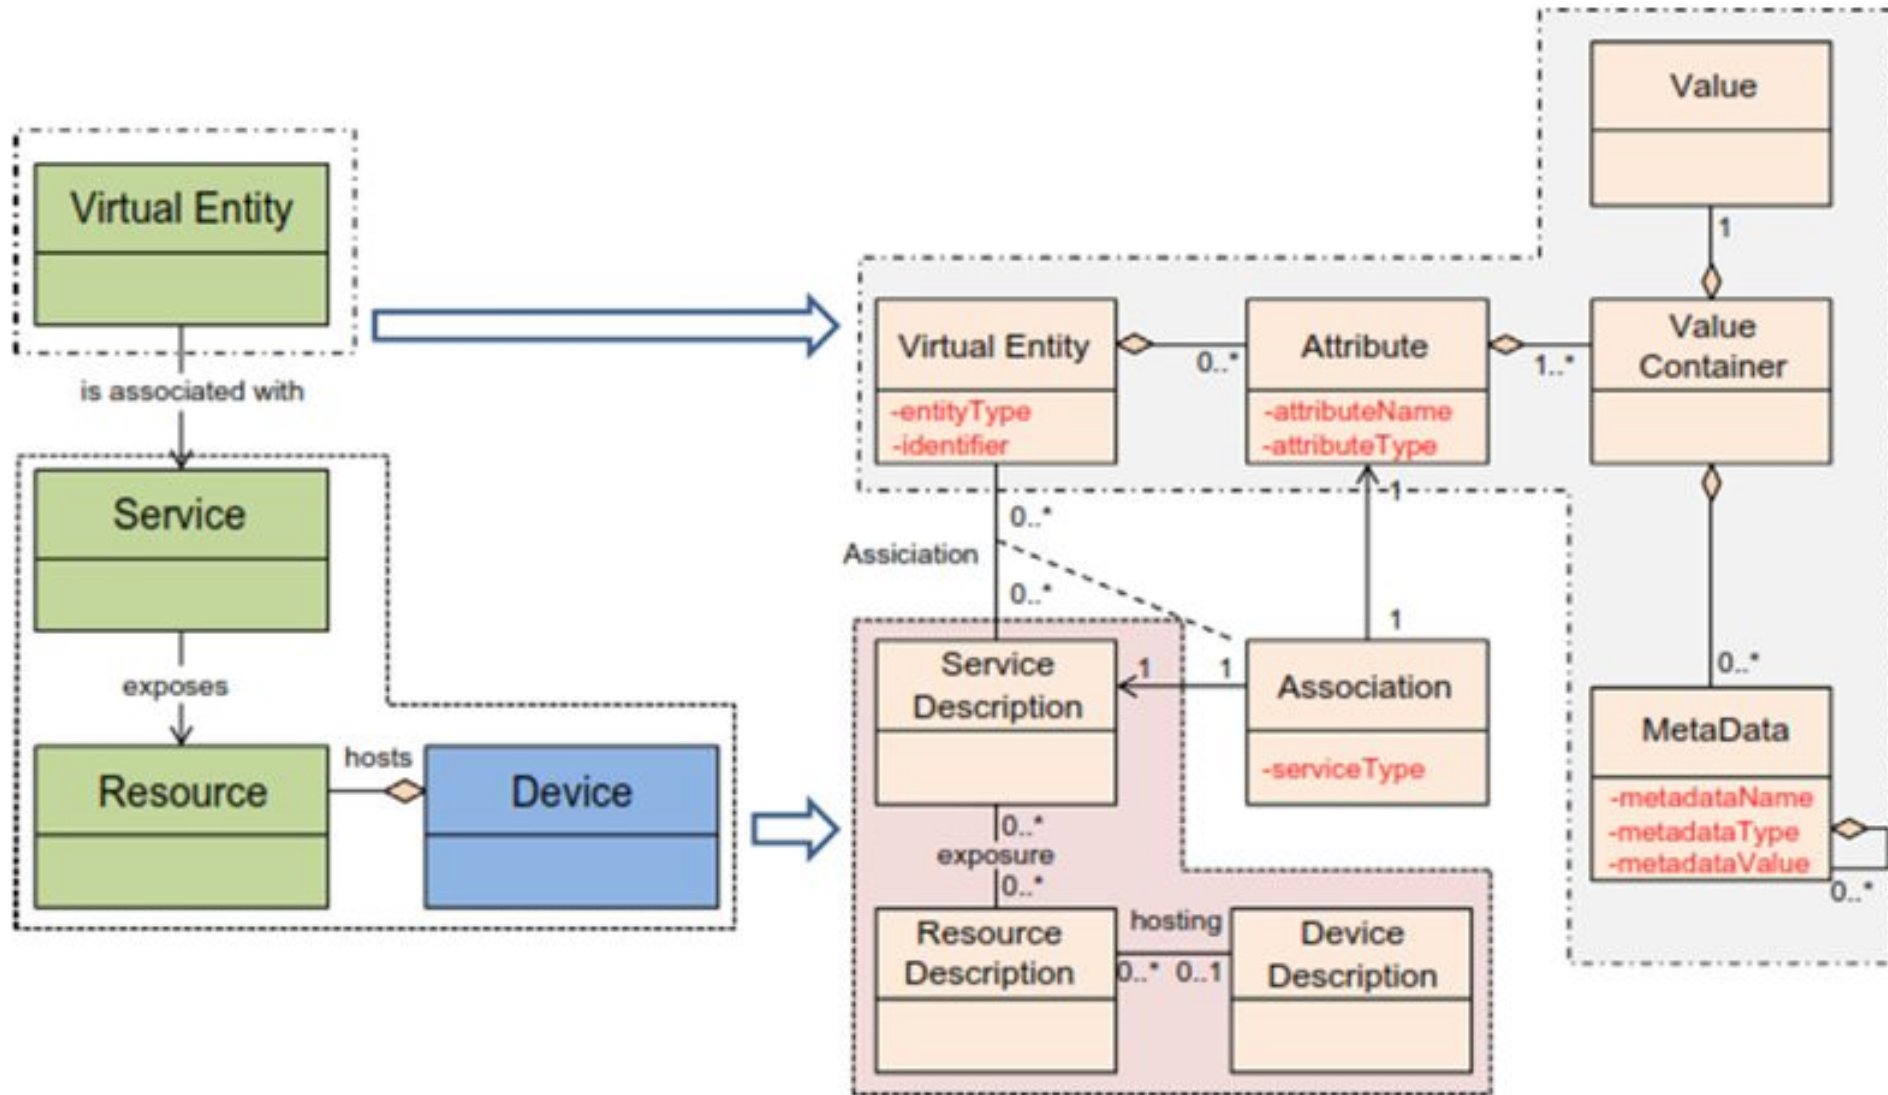 Virtual Entity
is associated with
Service
exposes
Resource
hosts
Device
Value
1
Virtual Entity
-entityType
-identifier
0..*
Attribute
-attributeName
-attributeType
1..*
Value
Container
0..*
Assiciation
0..*
1
1
Service
Description
1
1
Association
-serviceType
0..*
MetaData
-metadataName
-metadataType
-metadataValue
0..*
0..*
exposure
0..*
Resource
Description
hosting
0..*
0..1
Device
Description